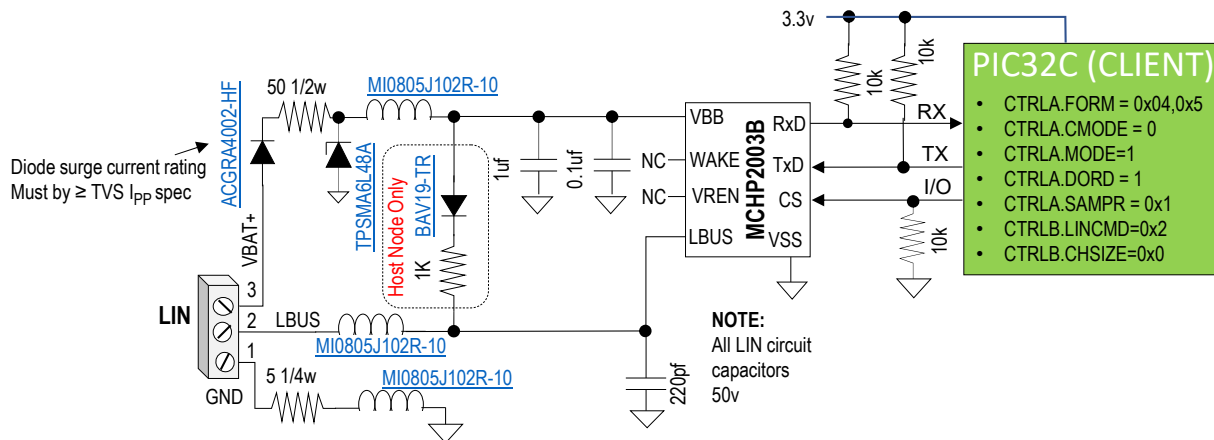 3.3v
50 1/2w
MI0805J102R-10
ACGRA4002-HF
Diode surge current rating
Must by ≥ TVS IPP spec
TPSMA6L48A
Host Node Only
BAV19-TR
1K
1uf
0.1uf
NC
NC
VBB
RxD
WAKE
TxD
VREN
CS
LBUS
VSS
MCHP2003B
10k
10k
RX
TX
I/O
10k
PIC32C (CLIENT)
• CTRLA.FORM = 0x04,0x5
• CTRLA.CMODE = 0
• CTRLA.MODE=1
• CTRLA.DORD = 1
• CTRLA.SAMPR = 0x1
• CTRLB.LINCMD=0x2
• CTRLB.CHSIZE=0x0
VBAT+
LIN
3
2
1
LBUS
MI0805J102R-10
GND
5 1/4w
MI0805J102R-10
220pf
NOTE:
All LIN circuit
capacitors
50v